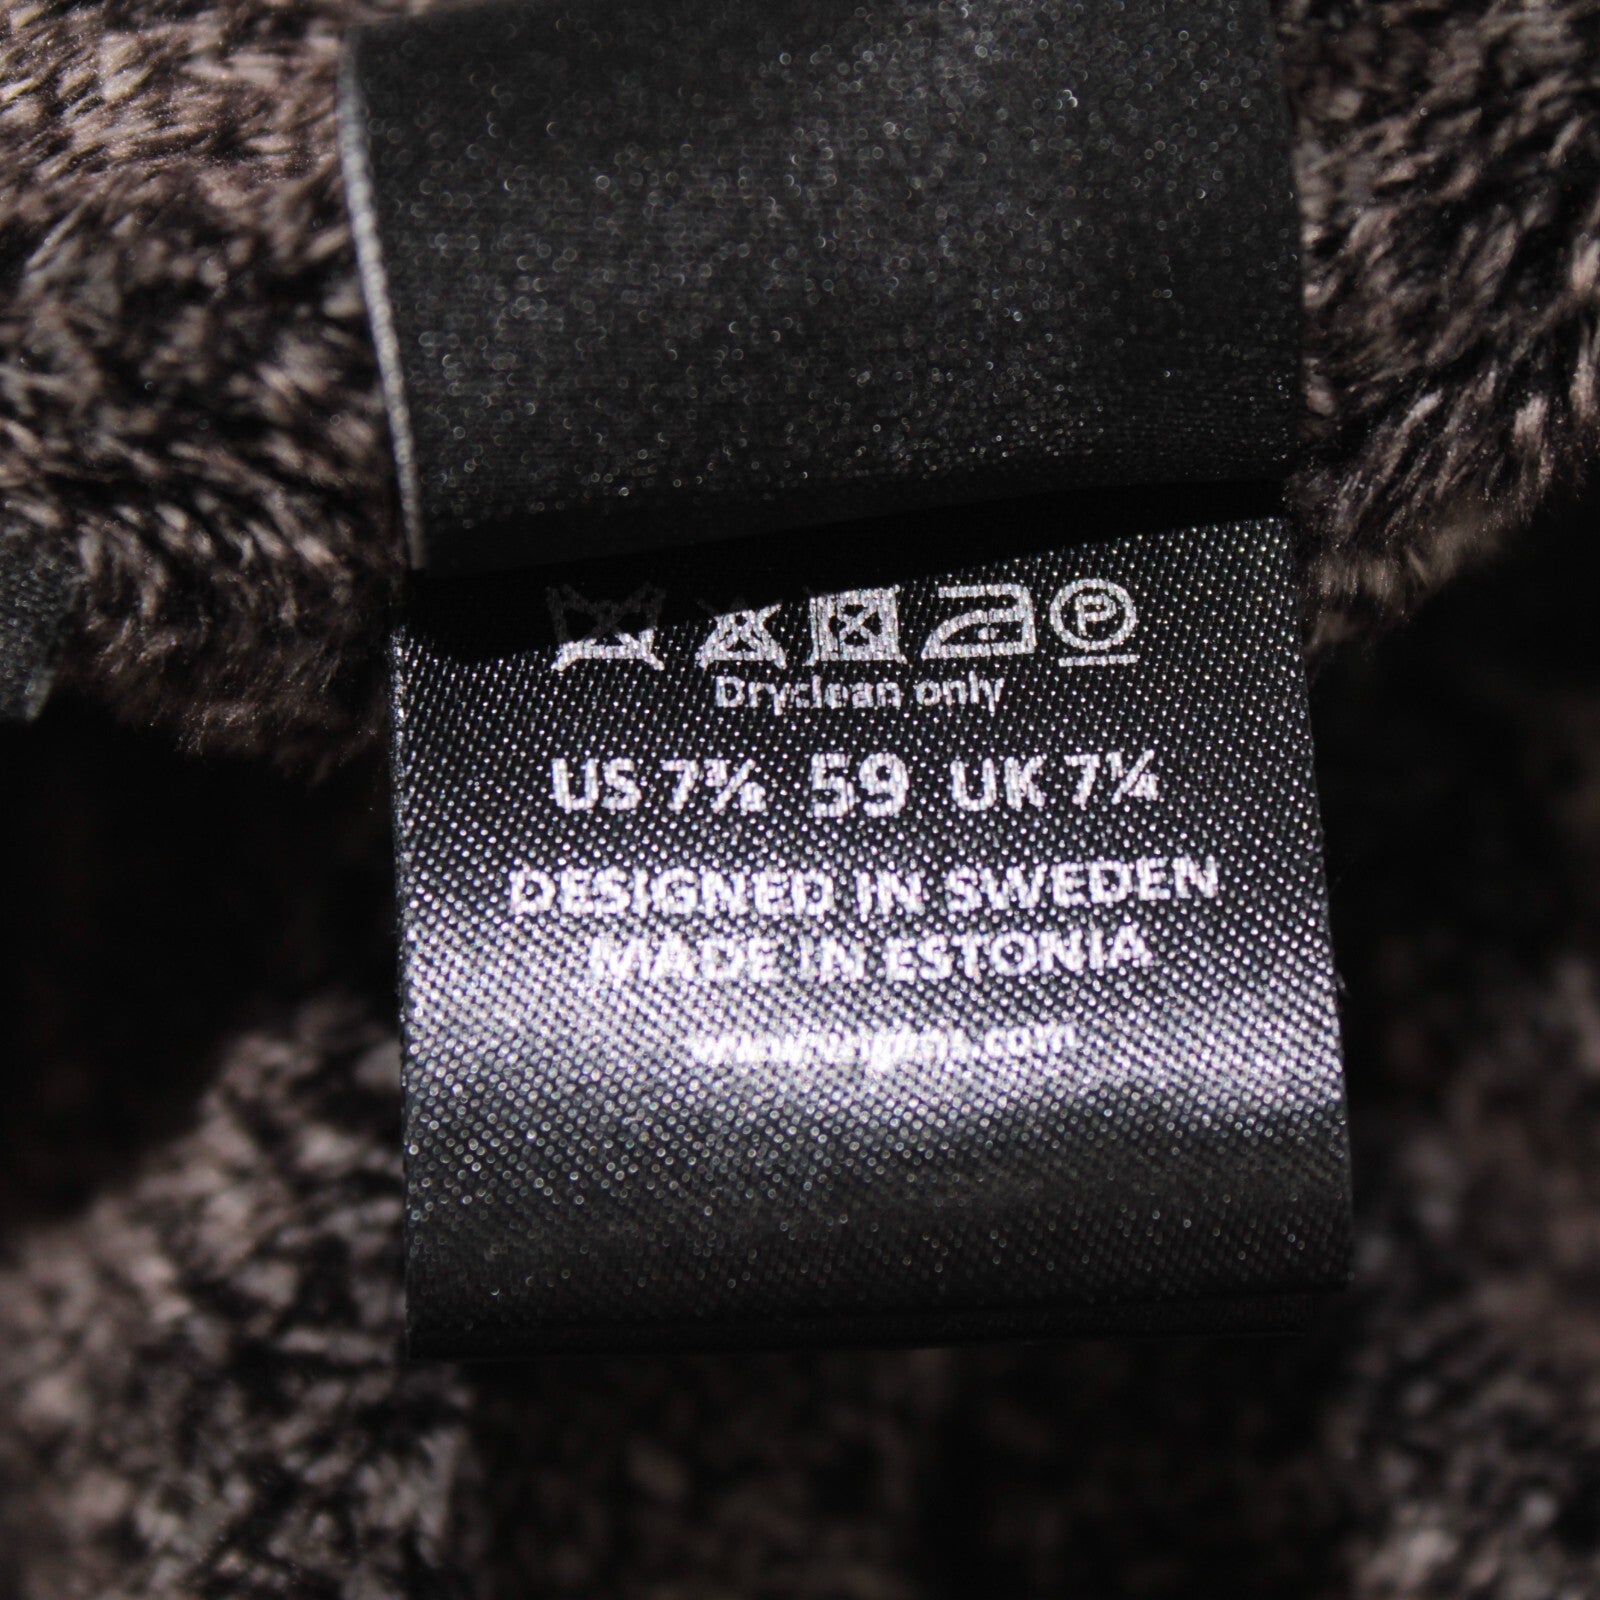 P
Dryclean only
US 7⅜ 59 UK 7¼
DESIGNED IN SWEDEN
MADE IN ESTONIA